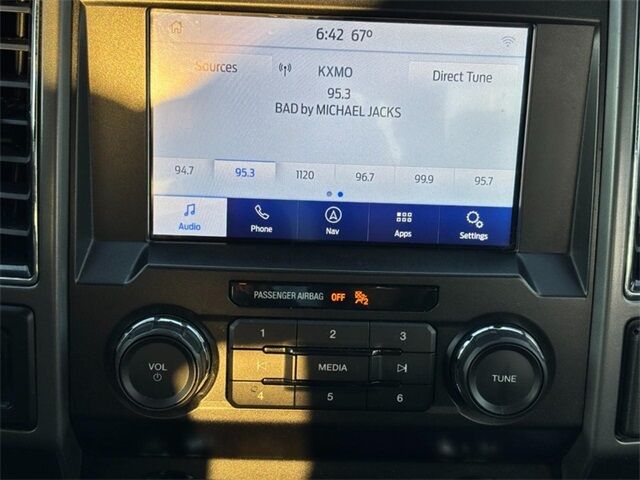 6:42 67°
Sources KXMO Direct Tune
95.3
BAD by MICHAEL JACKS
94.7 95.3 1120 96.7 99.9 95.7
Audio Phone Nav Apps Settings
PASSENGER AIRBAG OFF 2
1 2 3
VOL MEDIA TUNE
4 5 6